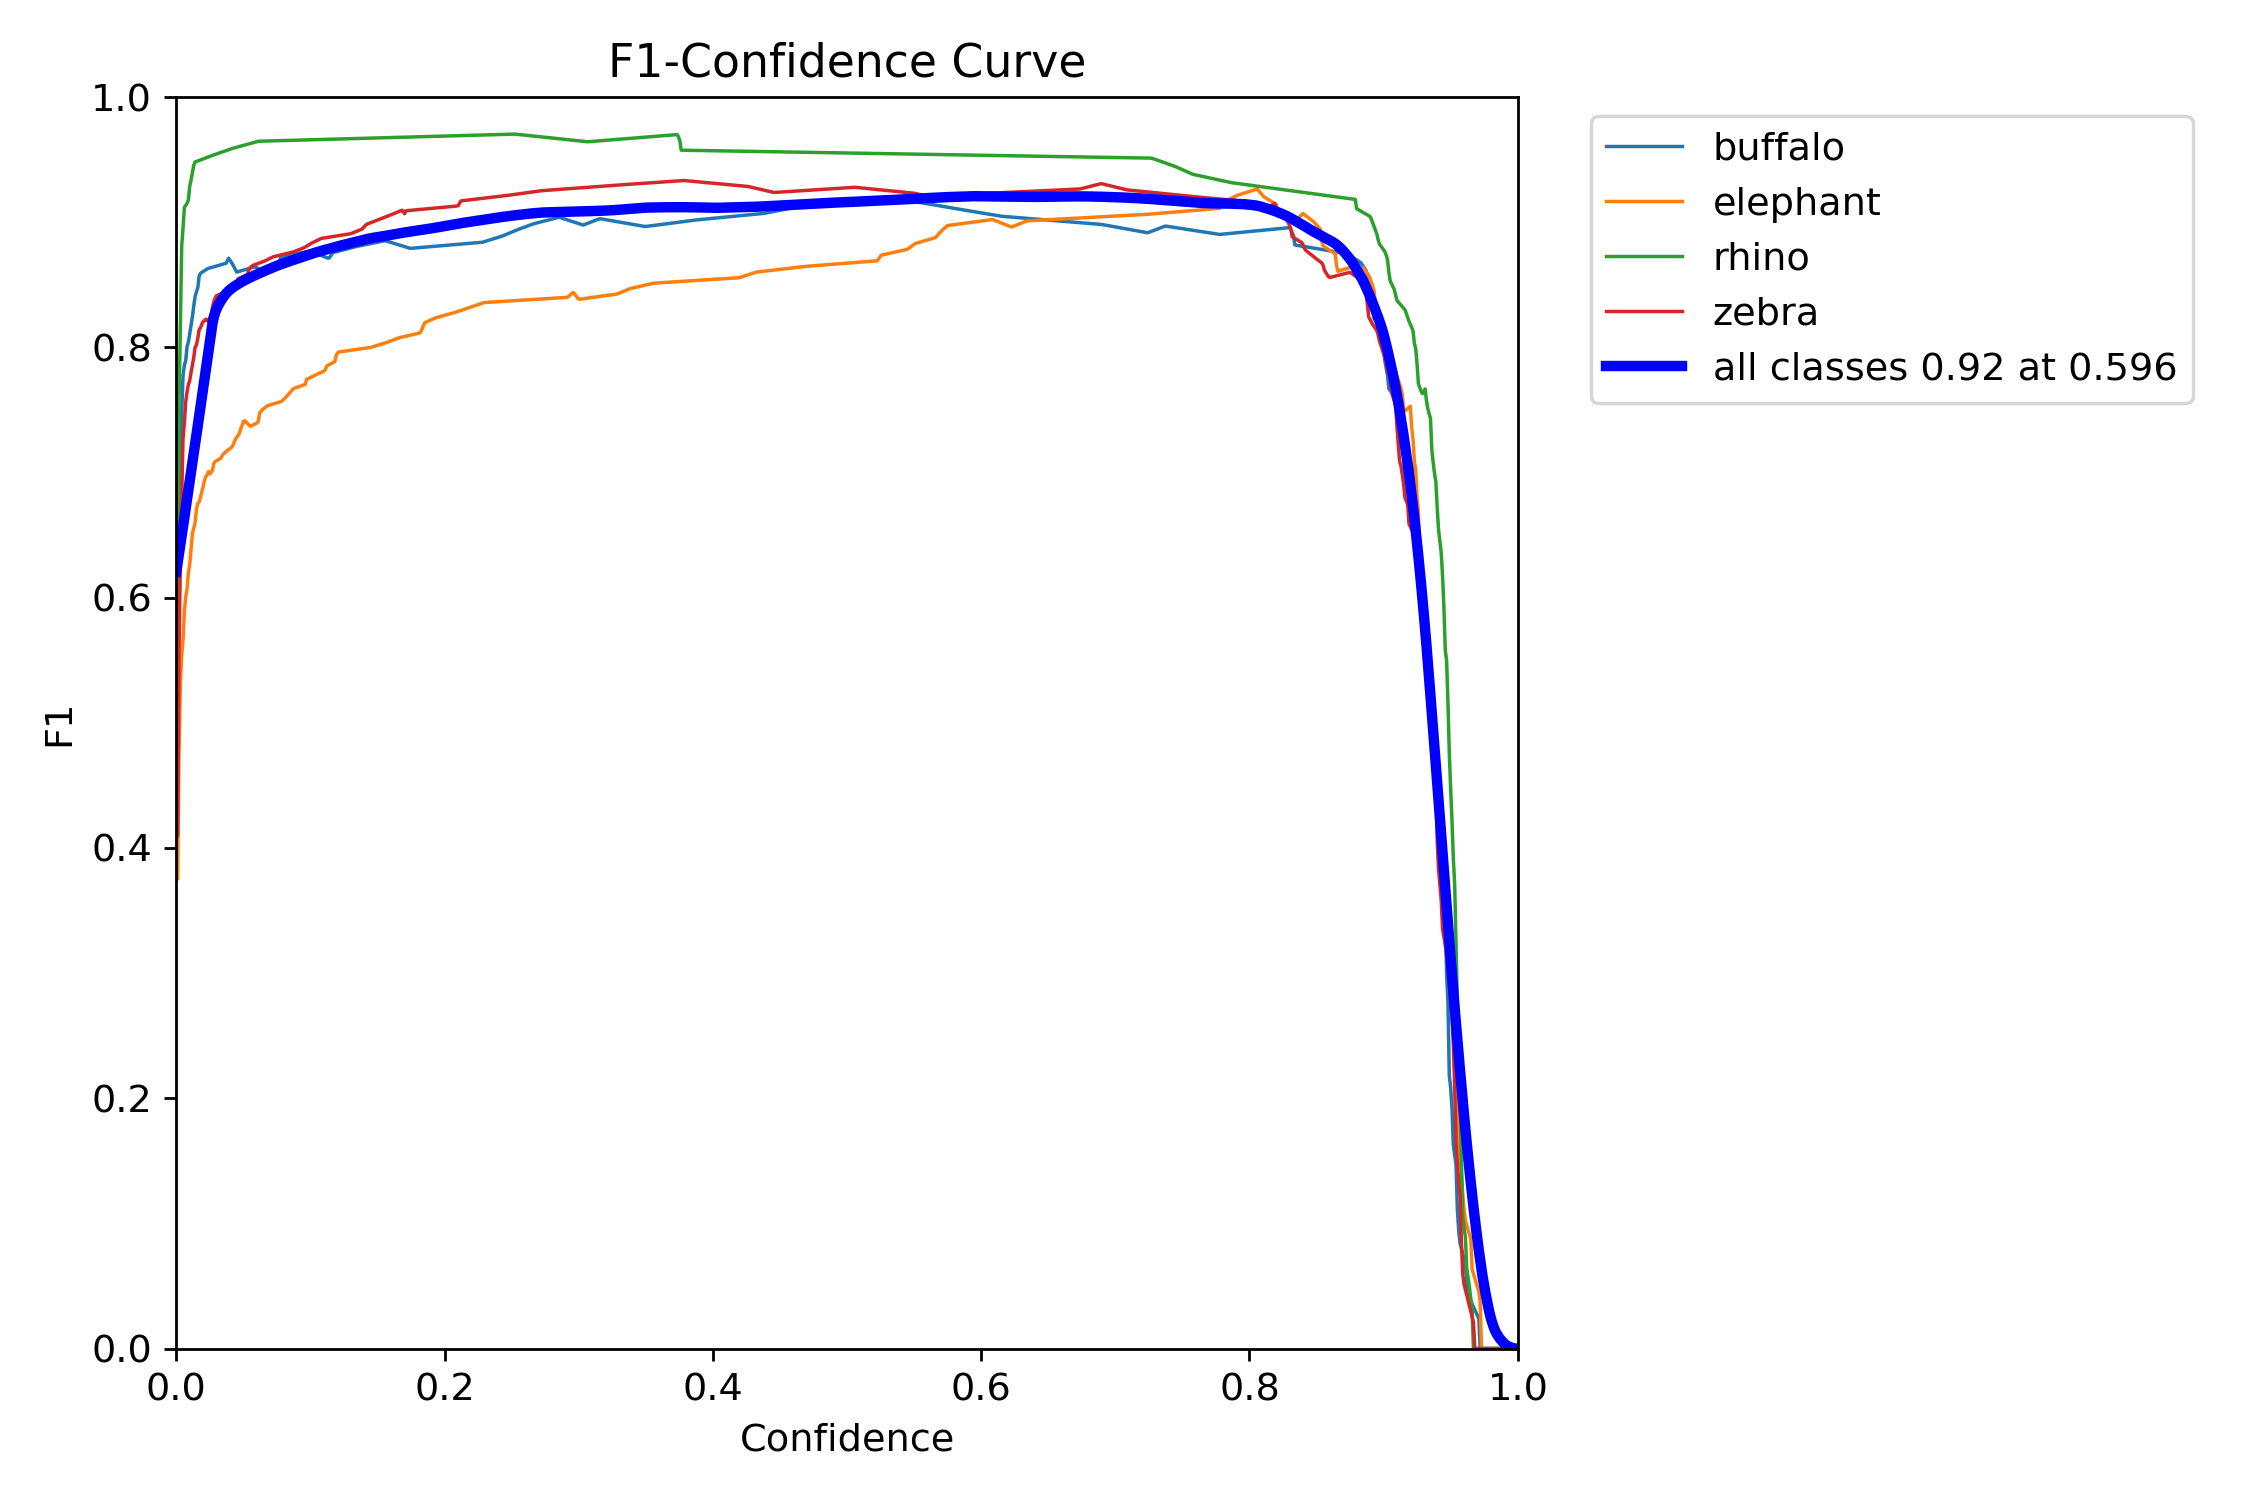 F1-Confidence Curve
1.0
0.8
0.6
0.4
0.2
0.0
F1
0.0 0.2 0.4 0.6 0.8 1.0
Confidence
buffalo
elephant
rhino
zebra
all classes 0.92 at 0.596